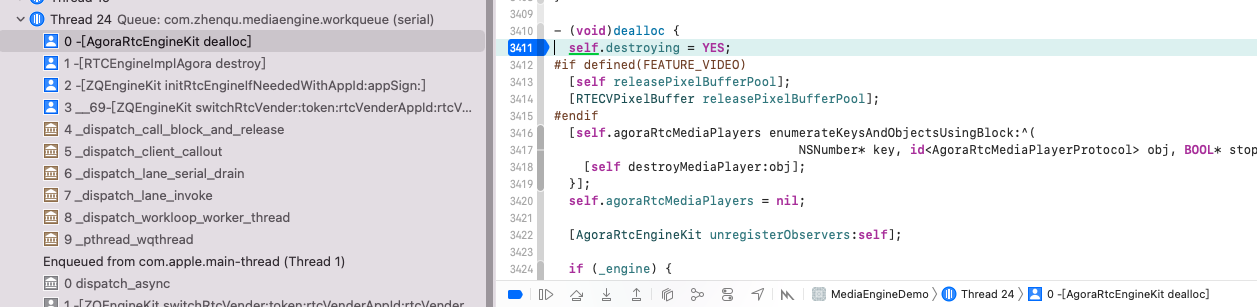 Thread 24 Queue: com.zhenqu.mediaengine.workqueue (serial)
0 -[AgoraRtcEngineKit dealloc]
1 -[RTCEngineImplAgora destroy]
2 -[ZQEngineKit initRtcEngineIfNeededWithAppId:appSign:]
3 __69-[ZQEngineKit switchRtcVender:token:rtcVenderAppId:rtcV...
4 _dispatch_call_block_and_release
5 _dispatch_client_callout
6 _dispatch_lane_serial_drain
7 _dispatch_lane_invoke
8 _dispatch_workloop_worker_thread
9 _pthread_wqthread
Enqueued from com.apple.main-thread (Thread 1)
0 dispatch_async
1 -[ZQEngineKit switchRtcVender:token:rtcVenderAppId:rtcVender
3409
3410 - (void)dealloc {
3411 self.destroying = YES;
3412 #if defined(FEATURE_VIDEO)
3413 [self releasePixelBufferPool];
3414 [RTECVPixelBuffer releasePixelBufferPool];
3415 #endif
3416 [self.agoraRtcMediaPlayers enumerateKeysAndObjectsUsingBlock:^(
3417 NSNumber* key, id<AgoraRtcMediaPlayerProtocol> obj, BOOL* stop
3418 [self destroyMediaPlayer:obj];
3419 }];
3420 self.agoraRtcMediaPlayers = nil;
3421
3422 [AgoraRtcEngineKit unregisterObservers:self];
3423
3424 if (_engine) {
MediaEngineDemo 〉 Thread 24 〉 0 -[AgoraRtcEngineKit dealloc]